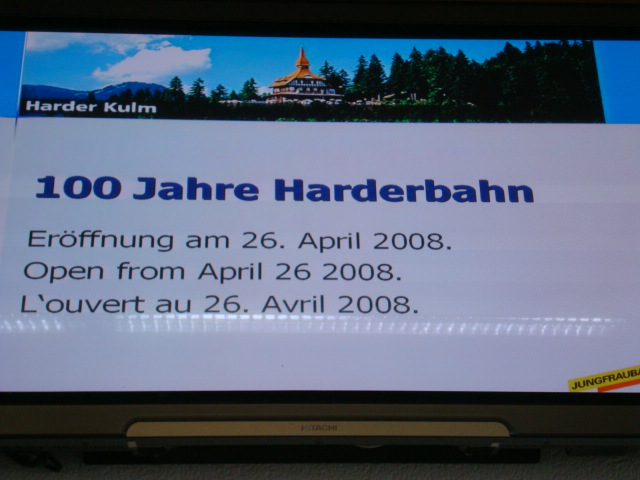 Harder Kulm
100 Jahre Harderbahn
Eröffnung am 26. April 2008.
Open from April 26 2008.
L'ouvert au 26. Avril 2008.
JUNGFRAUBA
HITACHI